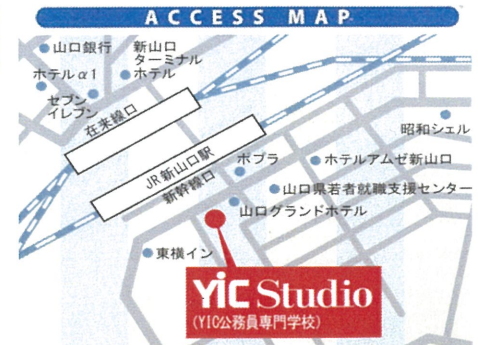 ACCESS MAP
山口銀行
新山口
ターミナル
ホテル
ホテルα1
セブン
イレブン
在来線口
昭和シェル
JR新山口駅
新幹線口
ポプラ
ホテルアムゼ新山口
山口県若者就職支援センター
山口グランドホテル
東横イン
YiC Studio
(YIC公務員専門学校)